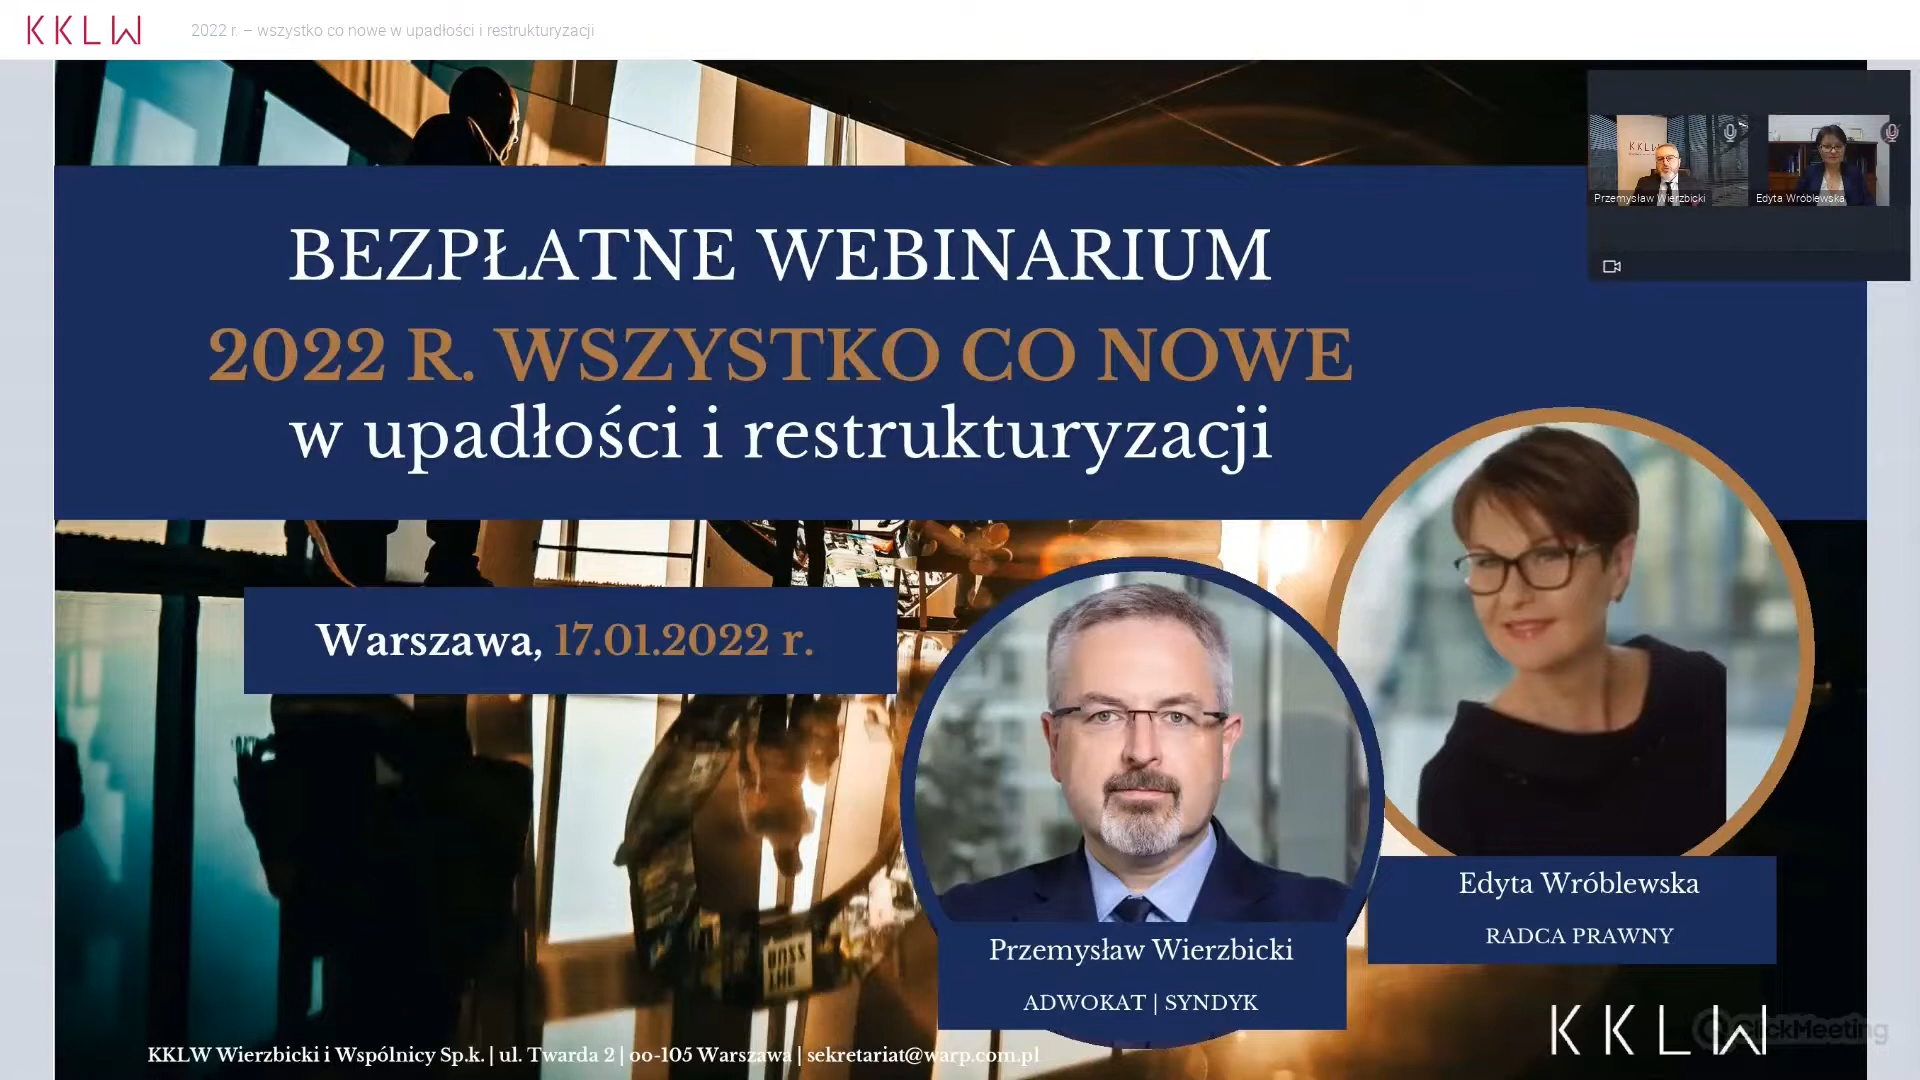 KKLW
2022 r. – wszystko co nowe w upadłości i restrukturyzacji
KKLW
Przemysław Wierzbicki
Edyta Wróblewska
BEZPŁATNE WEBINARIUM
2022 R. WSZYSTKO CO NOWE
w upadłości i restrukturyzacji
Warszawa, 17.01.2022 r.
Edyta Wróblewska
RADCA PRAWNY
Przemysław Wierzbicki
ADWOKAT | SYNDYK
KKLW
ClickMeeting
KKLW Wierzbicki i Wspólnicy Sp.k. | ul. Twarda 2 | 00-105 Warszawa | sekretariat@warp.com.pl